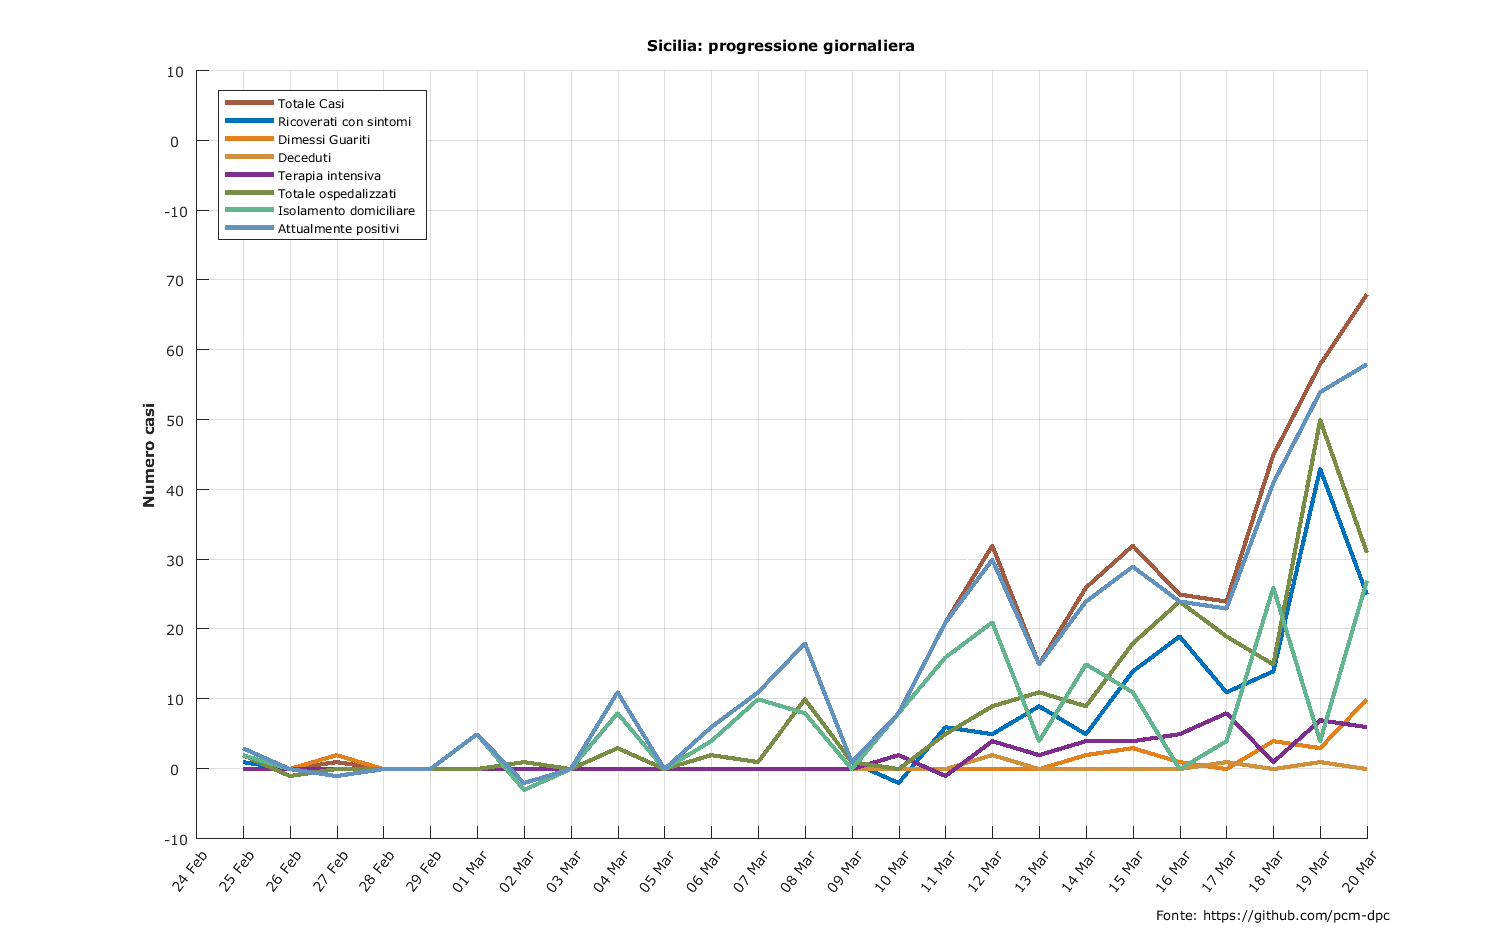 Sicilia: progressione giornaliera
10
0
-10
70
60
50
40
30
20
10
0
-10
Numero casi
Totale Casi
Ricoverati con sintomi
Dimessi Guariti
Deceduti
Terapia intensiva
Totale ospedalizzati
Isolamento domiciliare
Attualmente positivi
24 Feb
25 Feb
26 Feb
27 Feb
28 Feb
29 Feb
01 Mar
02 Mar
03 Mar
04 Mar
05 Mar
06 Mar
07 Mar
08 Mar
09 Mar
10 Mar
11 Mar
12 Mar
13 Mar
14 Mar
15 Mar
16 Mar
17 Mar
18 Mar
19 Mar
20 Mar
Fonte: https://github.com/pcm-dpc